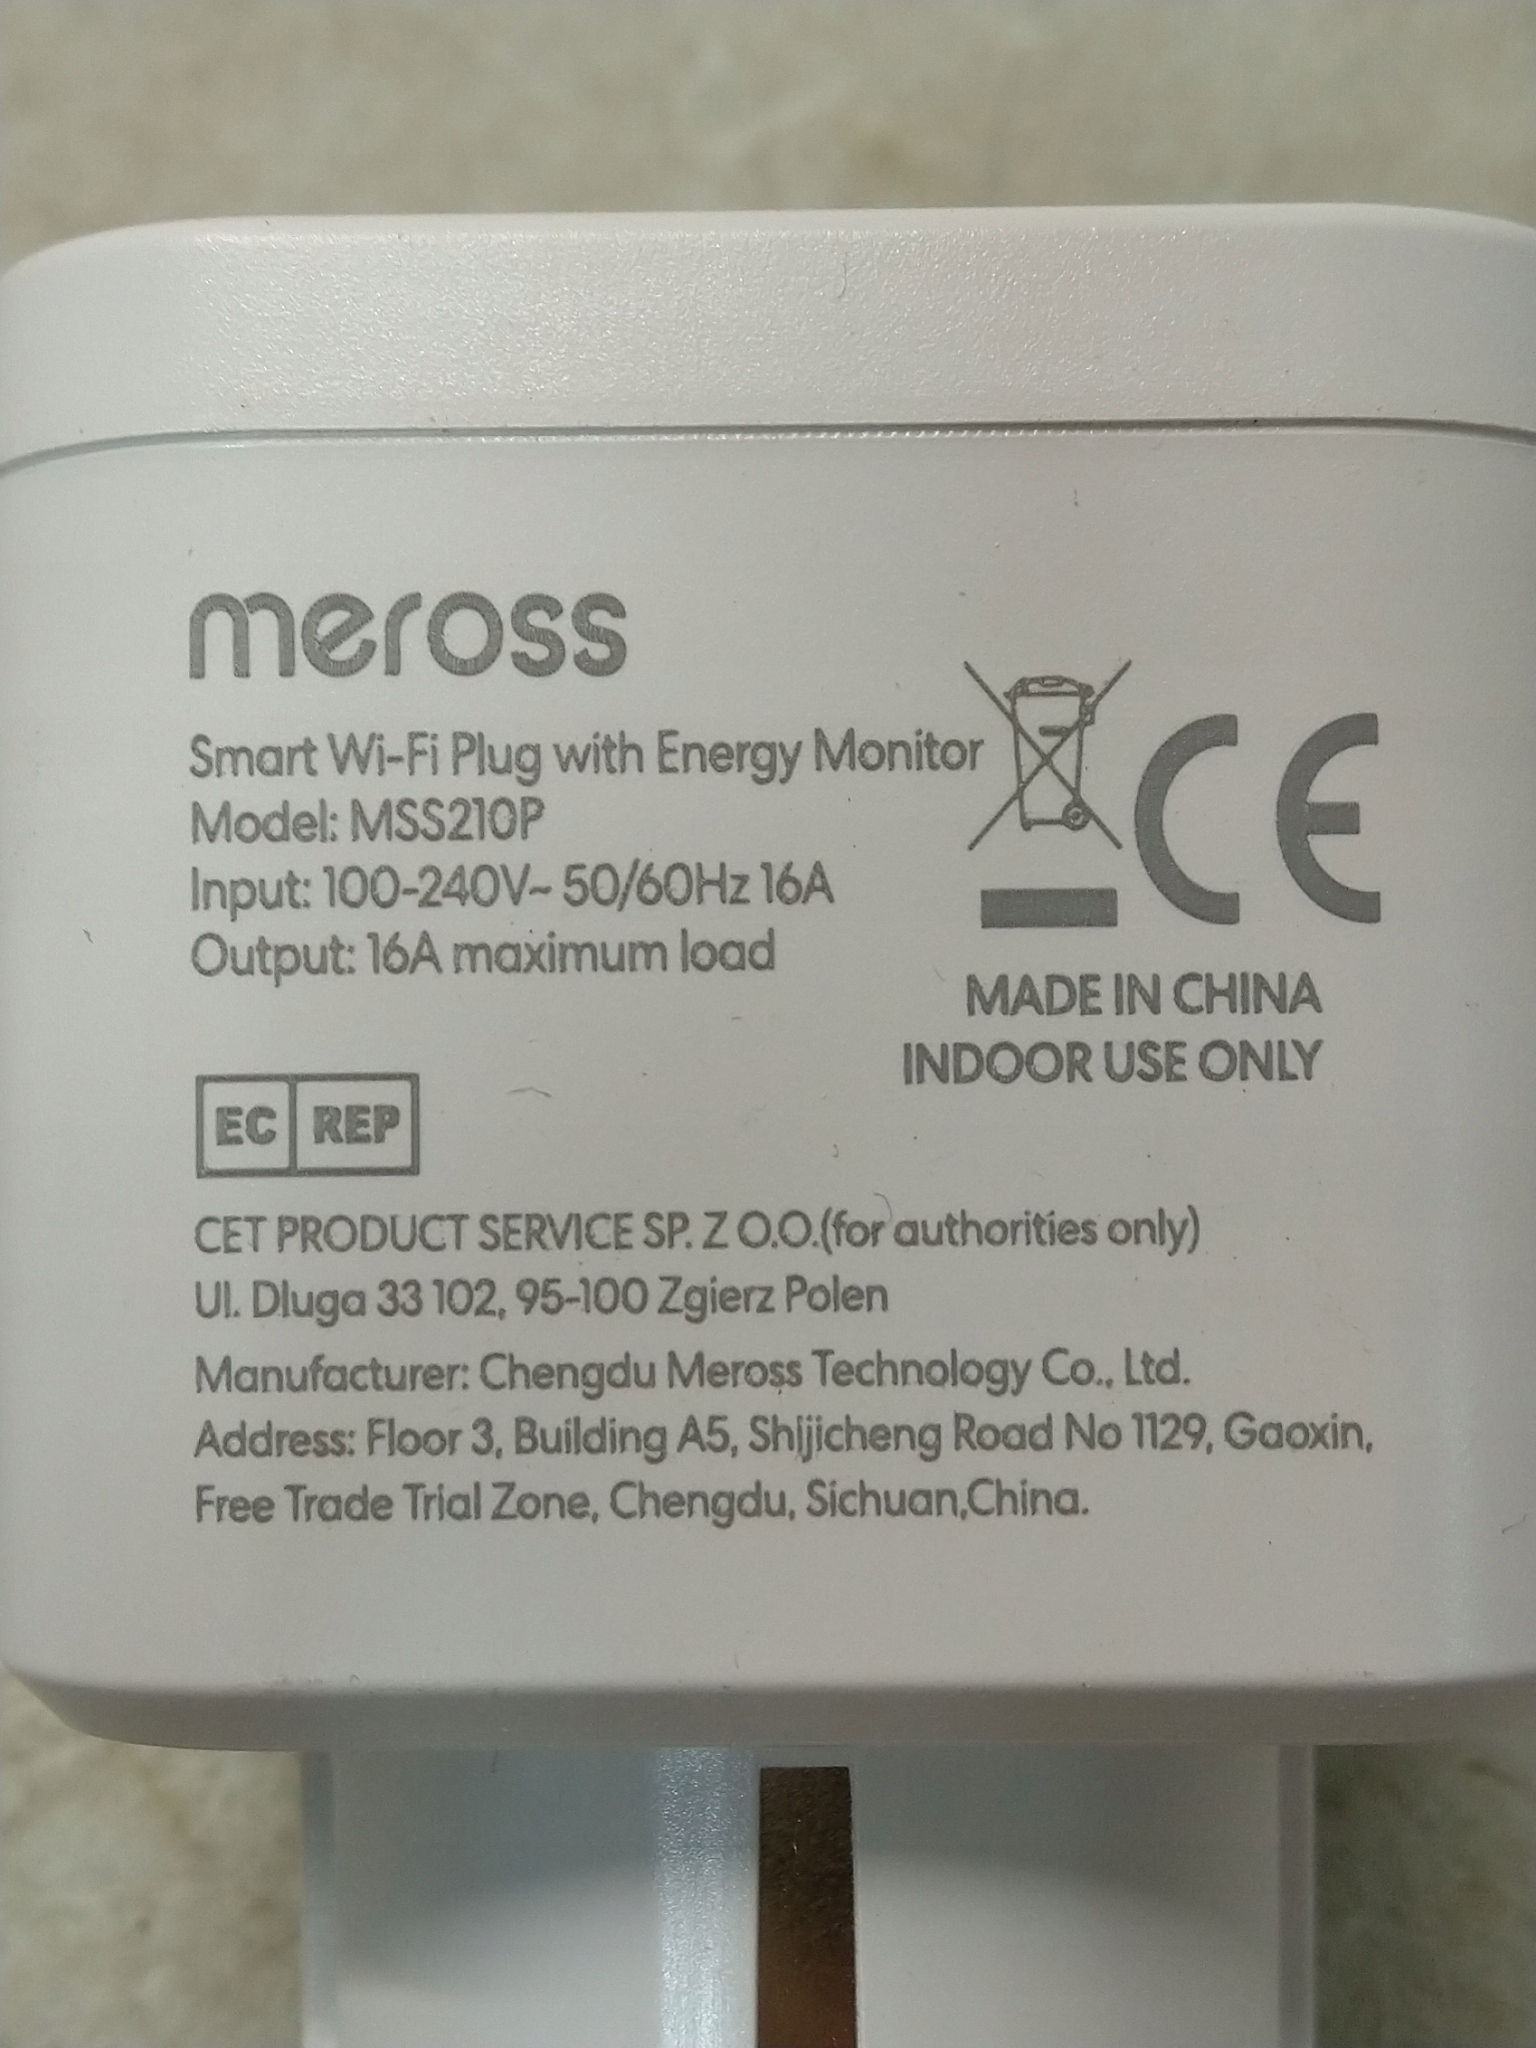 meross
Smart Wi-Fi Plug with Energy Monitor
Model: MSS210P
Input: 100-240V~ 50/60Hz 16A
Output: 16A maximum load
CE
MADE IN CHINA
INDOOR USE ONLY
EC REP
CET PRODUCT SERVICE SP. Z O.O.(for authorities only)
Ul. Dluga 33 102, 95-100 Zgierz Polen
Manufacturer: Chengdu Meross Technology Co., Ltd.
Address: Floor 3, Building A5, Shijicheng Road No 1129, Gaoxin,
Free Trade Trial Zone, Chengdu, Sichuan,China.